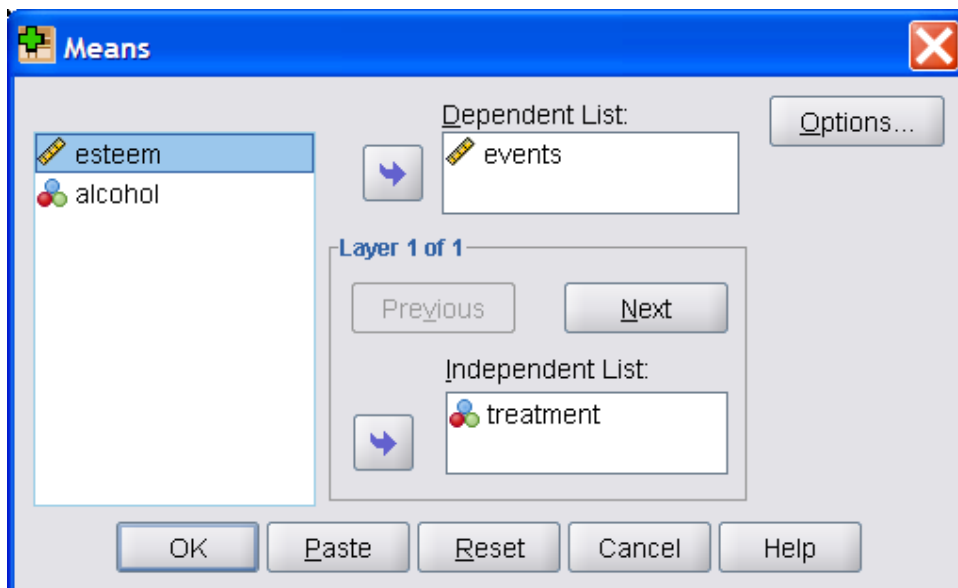 Means
esteem
alcohol
Dependent List:
events
Options...
Layer 1 of 1
Previous
Next
Independent List:
treatment
OK
Paste
Reset
Cancel
Help